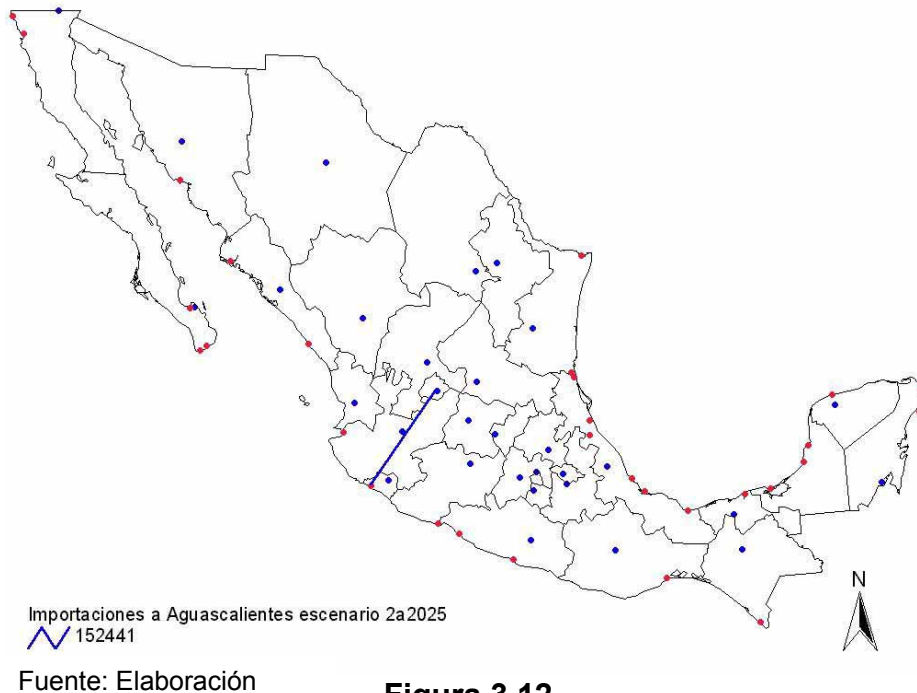 N
Importaciones a Aguascalientes escenario 2a2025
152441
Fuente: Elaboración
Figura 3.12